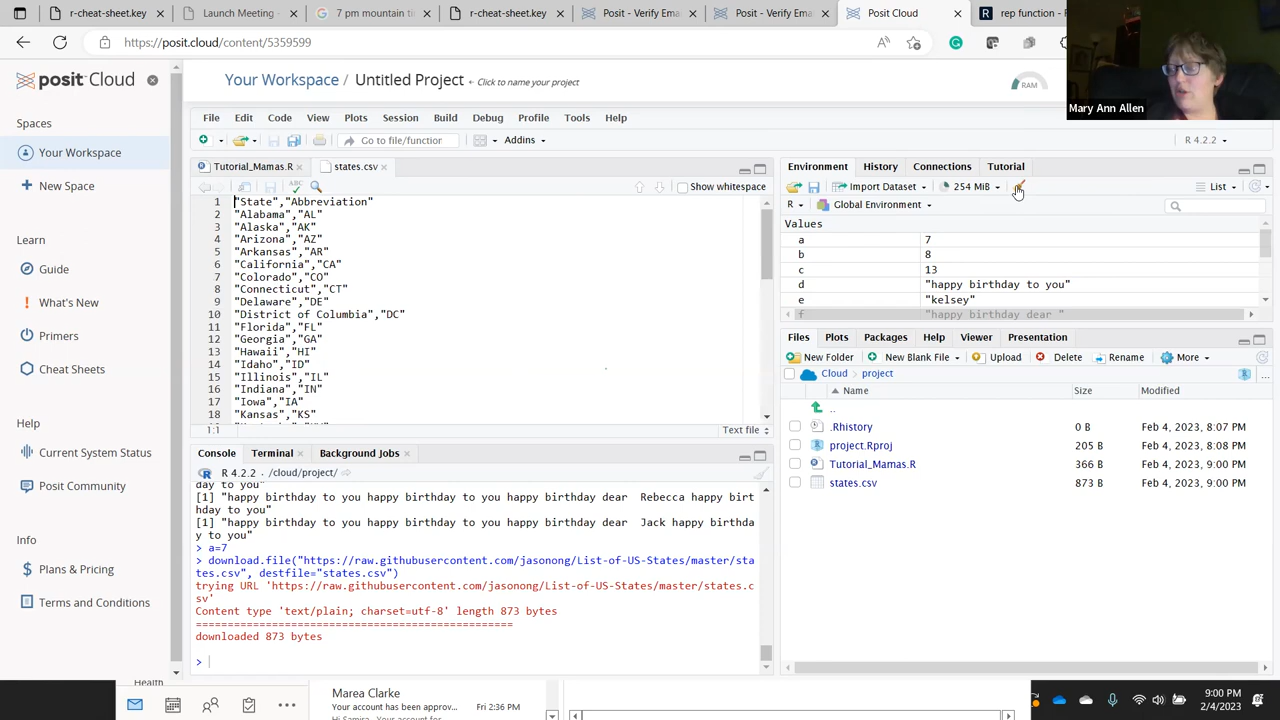 r-cheat-sheet.key
Launch Meeting -
7 pm mountain ti
r-cheat-sheet.key
Posit - Verify Emai
Posit - Verify Emai
Posit Cloud
rep function -
https://posit.cloud/content/5359599
Mary Ann Allen
posit Cloud
Your Workspace / Untitled Project
Click to name your project
RAM
Spaces
Your Workspace
New Space
Learn
Guide
What's New
Primers
Cheat Sheets
Help
Current System Status
Posit Community
Info
Plans & Pricing
Terms and Conditions
Health
File Edit Code View Plots Session Build Debug Profile Tools Help
Go to file/function
Addins
R 4.2.2
Tutorial_Mamas.R
states.csv
Show whitespace
1 "State","Abbreviation"
2 "Alabama","AL"
3 "Alaska","AK"
4 "Arizona","AZ"
5 "Arkansas","AR"
6 "California","CA"
7 "Colorado","CO"
8 "Connecticut","CT"
9 "Delaware","DE"
10 "District of Columbia","DC"
11 "Florida","FL"
12 "Georgia","GA"
13 "Hawaii","HI"
14 "Idaho","ID"
15 "Illinois","IL"
16 "Indiana","IN"
17 "Iowa","IA"
18 "Kansas","KS"
1:1
Text file
Console Terminal Background Jobs
R 4.2.2 . /cloud/project/
day to you"
[1] "happy birthday to you happy birthday to you happy birthday dear  Rebecca happy birt
hday to you"
[1] "happy birthday to you happy birthday to you happy birthday dear  Jack happy birthda
y to you"
> a=7
> download.file("https://raw.githubusercontent.com/jasonong/List-of-US-States/master/sta
tes.csv", destfile="states.csv")
trying URL 'https://raw.githubusercontent.com/jasonong/List-of-US-States/master/states.c
sv'
Content type 'text/plain; charset=utf-8' length 873 bytes
==================================================
downloaded 873 bytes
>
Environment History Connections Tutorial
Import Dataset
254 MiB
List
R
Global Environment
Values
a 7
b 8
c 13
d "happy birthday to you"
e "kelsey"
f "happy birthday dear "
Files Plots Packages Help Viewer Presentation
New Folder New Blank File Upload Delete Rename More
Cloud project
Name Size Modified
..
.Rhistory 0 B Feb 4, 2023, 8:07 PM
project.Rproj 205 B Feb 4, 2023, 8:08 PM
Tutorial_Mamas.R 366 B Feb 4, 2023, 9:00 PM
states.csv 873 B Feb 4, 2023, 9:00 PM
Marea Clarke
Your account has been approv... Fri 2:36 PM
Hi Samira Your account for
9:00 PM
2/4/2023